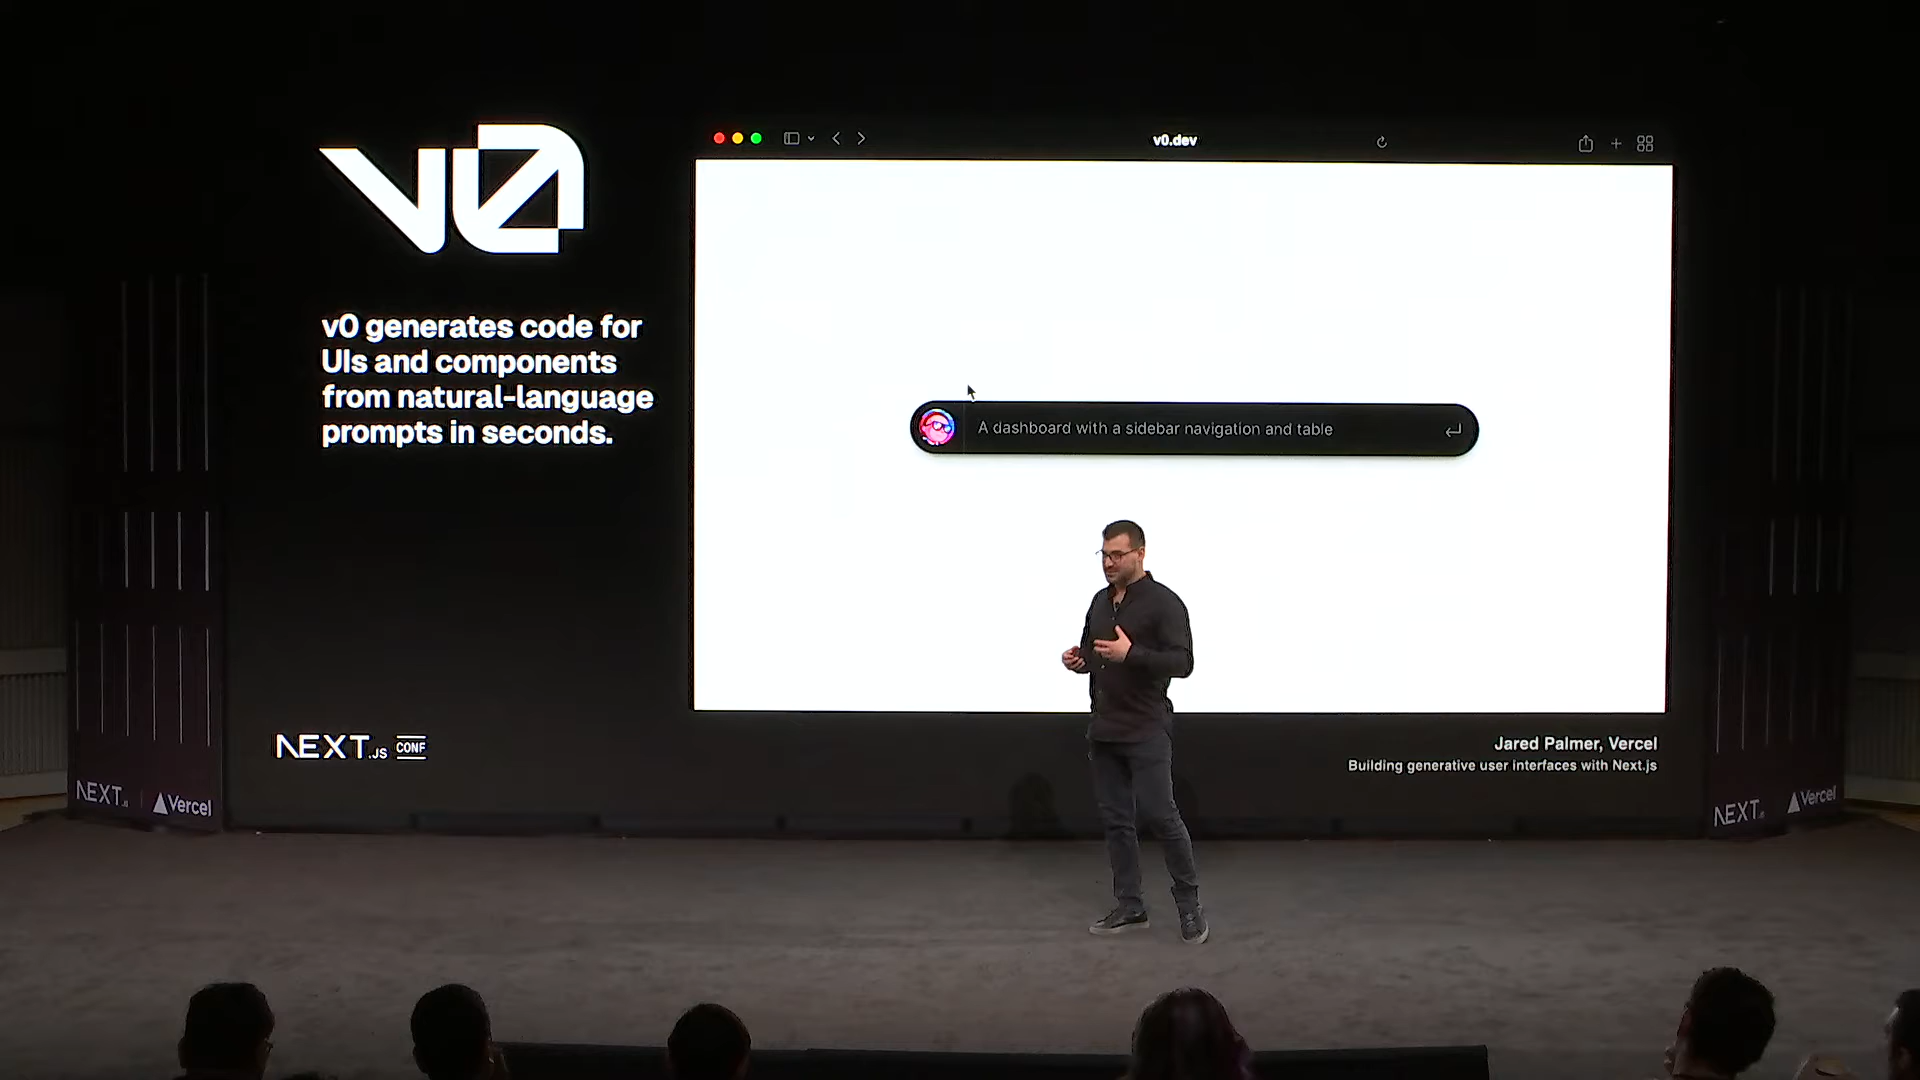 v0
v0.dev
v0 generates code for
UIs and components
from natural-language
prompts in seconds.
A dashboard with a sidebar navigation and table
NEXT.JS CONF
Jared Palmer, Vercel
Building generative user interfaces with Next.js
NEXT.JS | Vercel
NEXT.JS Vercel